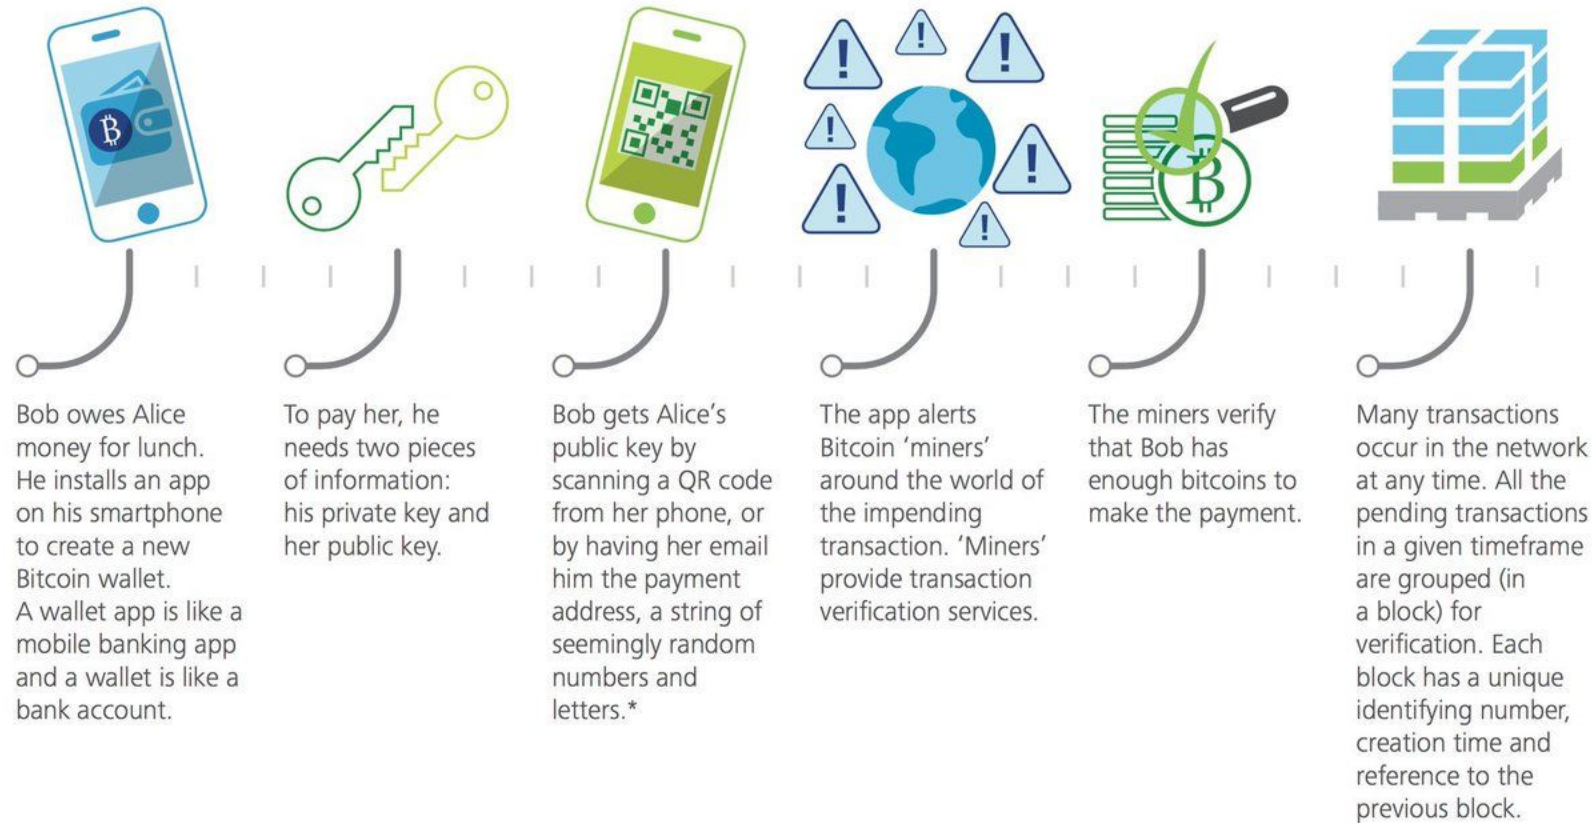 Bob owes Alice
money for lunch.
He installs an app
on his smartphone
to create a new
Bitcoin wallet.
A wallet app is like a
mobile banking app
and a wallet is like a
bank account.
To pay her, he
needs two pieces
of information:
his private key and
her public key.
Bob gets Alice’s
public key by
scanning a QR code
from her phone, or
by having her email
him the payment
address, a string of
seemingly random
numbers and
letters.*
The app alerts
Bitcoin ‘miners’
around the world of
the impending
transaction. ‘Miners’
provide transaction
verification services.
The miners verify
that Bob has
enough bitcoins to
make the payment.
Many transactions
occur in the network
at any time. All the
pending transactions
in a given timeframe
are grouped (in
a block) for
verification. Each
block has a unique
identifying number,
creation time and
reference to the
previous block.